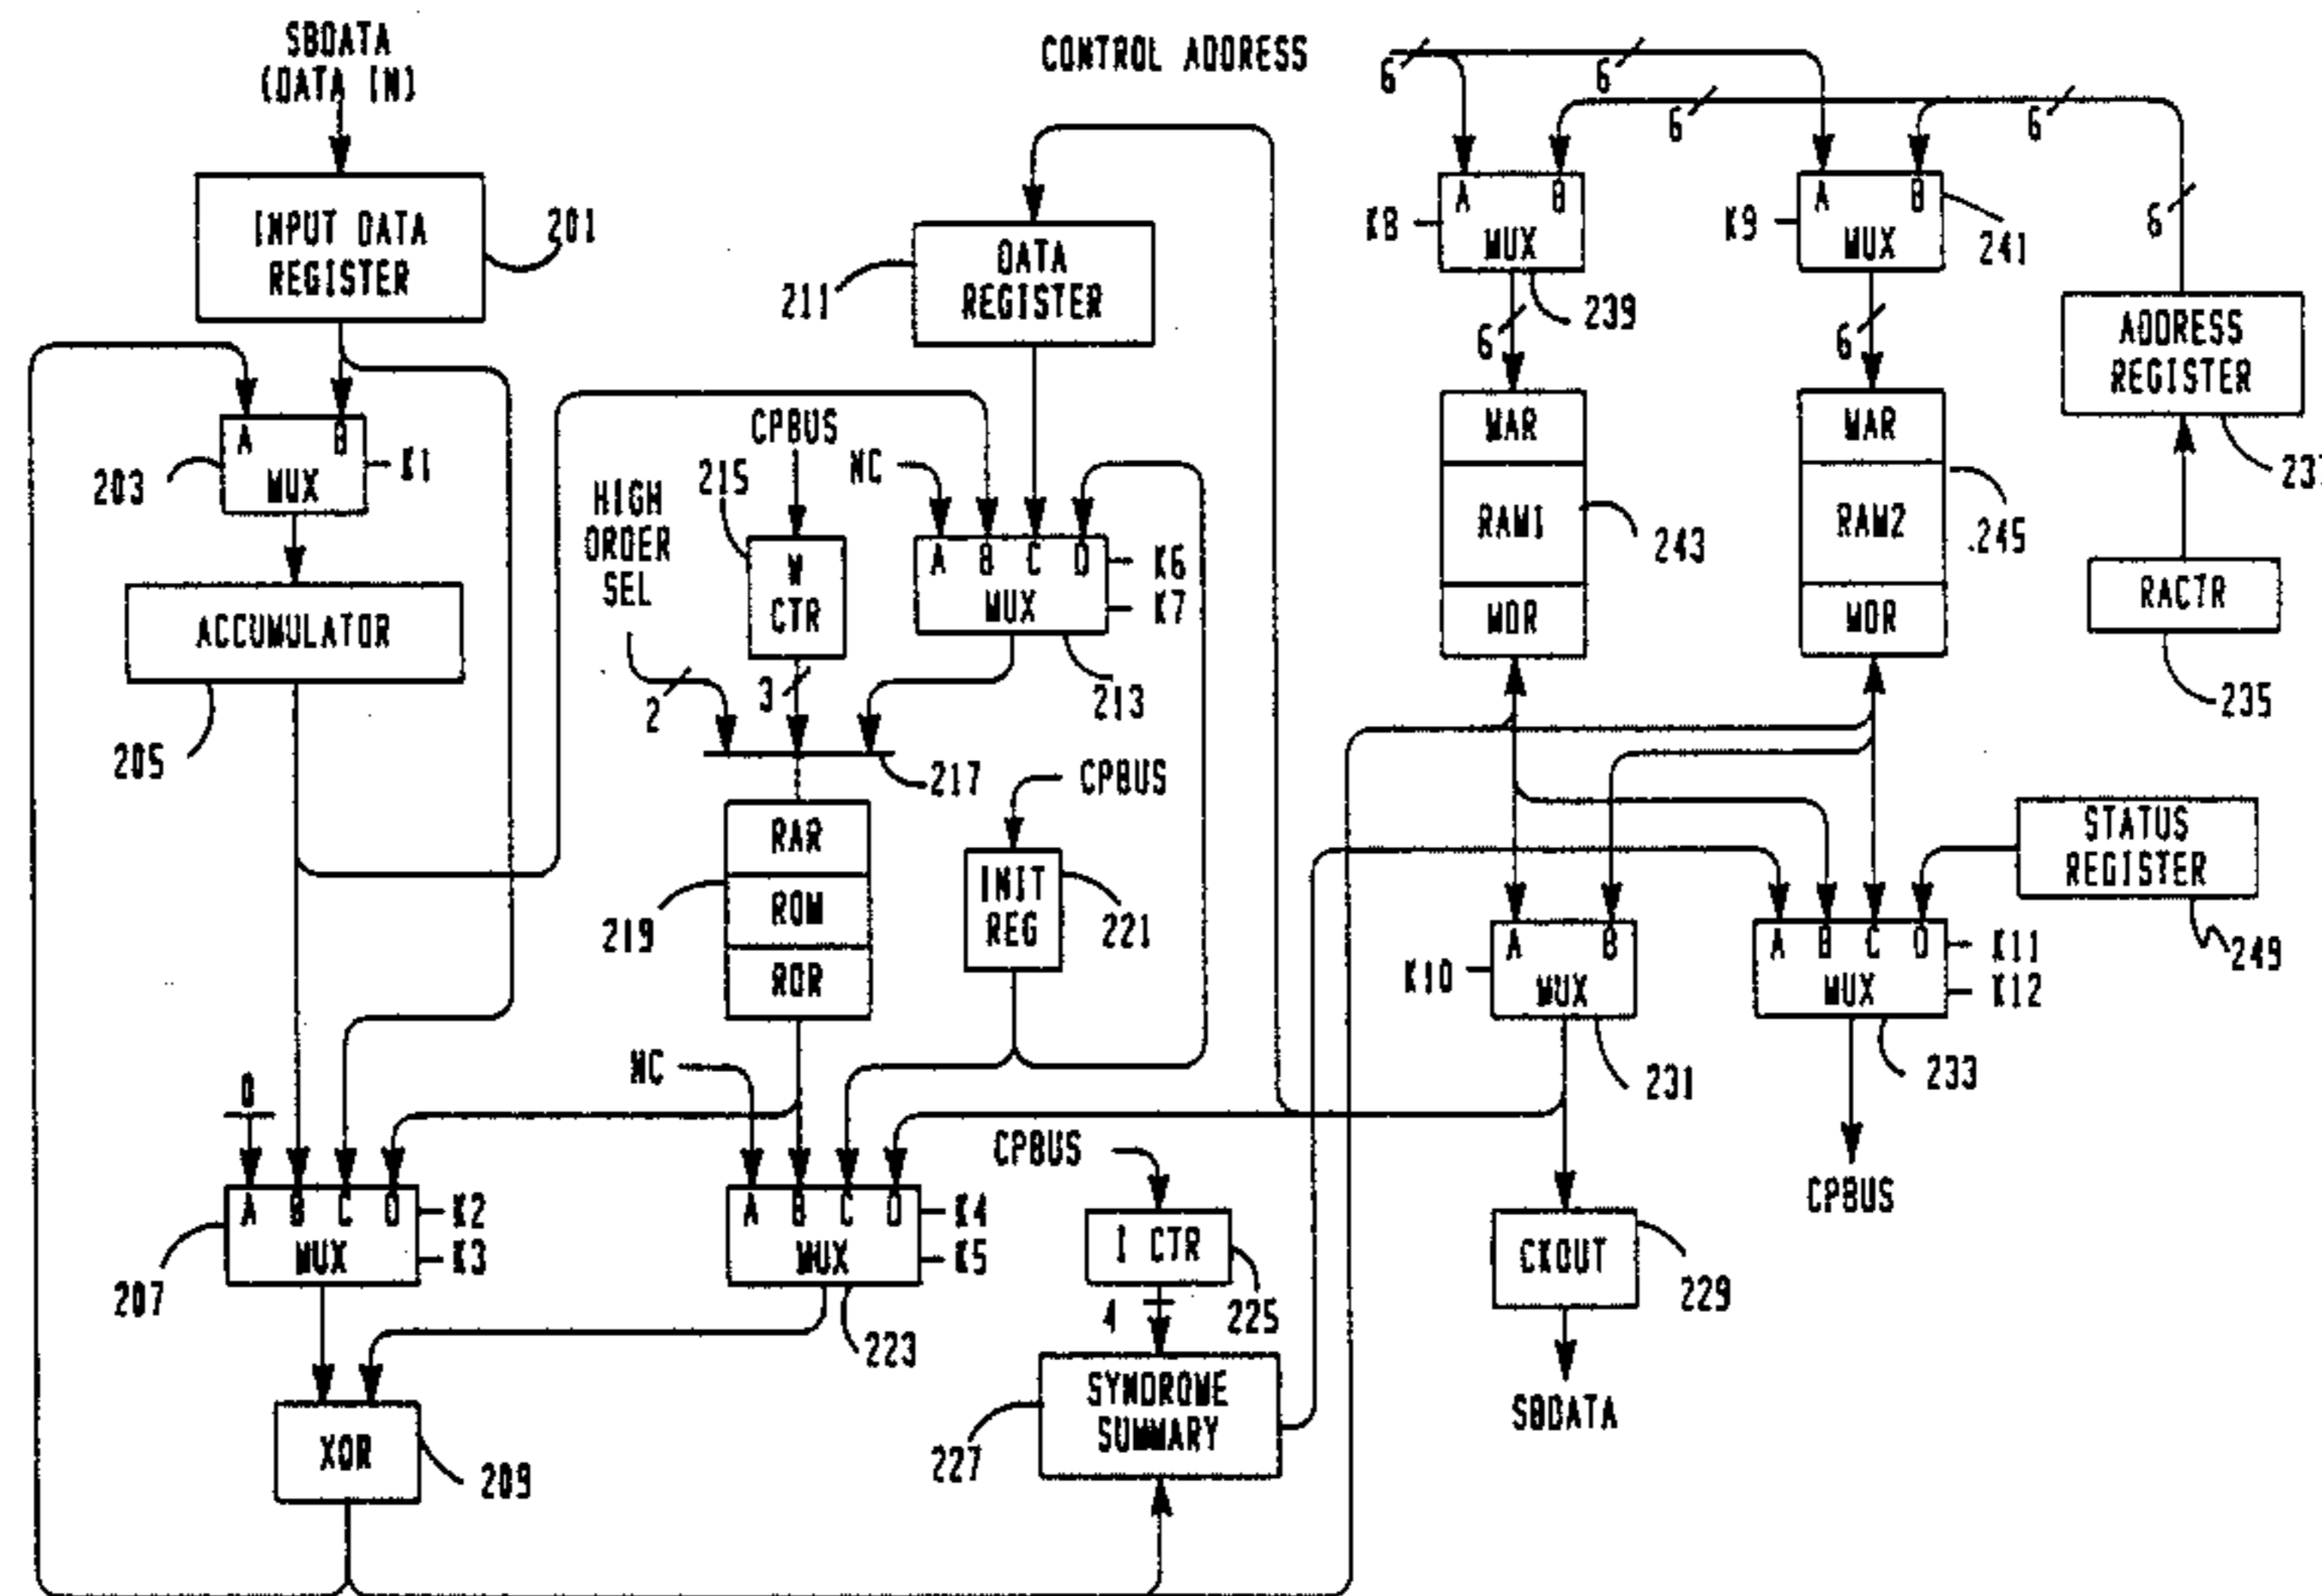 SBDATA
(DATA IN)
CONTROL ADDRESS
6
6
6
6
INPUT DATA
REGISTER
201
DATA
REGISTER
211
K8
A B
MUX
239
K9
A B
MUX
241
6
6
6
ADDRESS
REGISTER
A B
MUX
203
K1
CPBUS
NC
HIGH
ORDER
SEL
215
W
CTR
A B C D
MUX
K6
K7
213
MAR
RAM1
MDR
243
MAR
RAM2
MDR
245
RACTR
235
ACCUMULATOR
205
2
3
217
CPBUS
RAR
ROM
ROR
219
INIT
REG
221
STATUS
REGISTER
249
K10
A B
MUX
231
A B C D
MUX
K11
K12
233
NC
0
CPBUS
CPBUS
A B C D
MUX
K2
K3
207
A B C D
MUX
K4
K5
223
I CTR
225
4
CKOUT
229
SYNDROME
SUMMARY
227
SBDATA
XOR
209